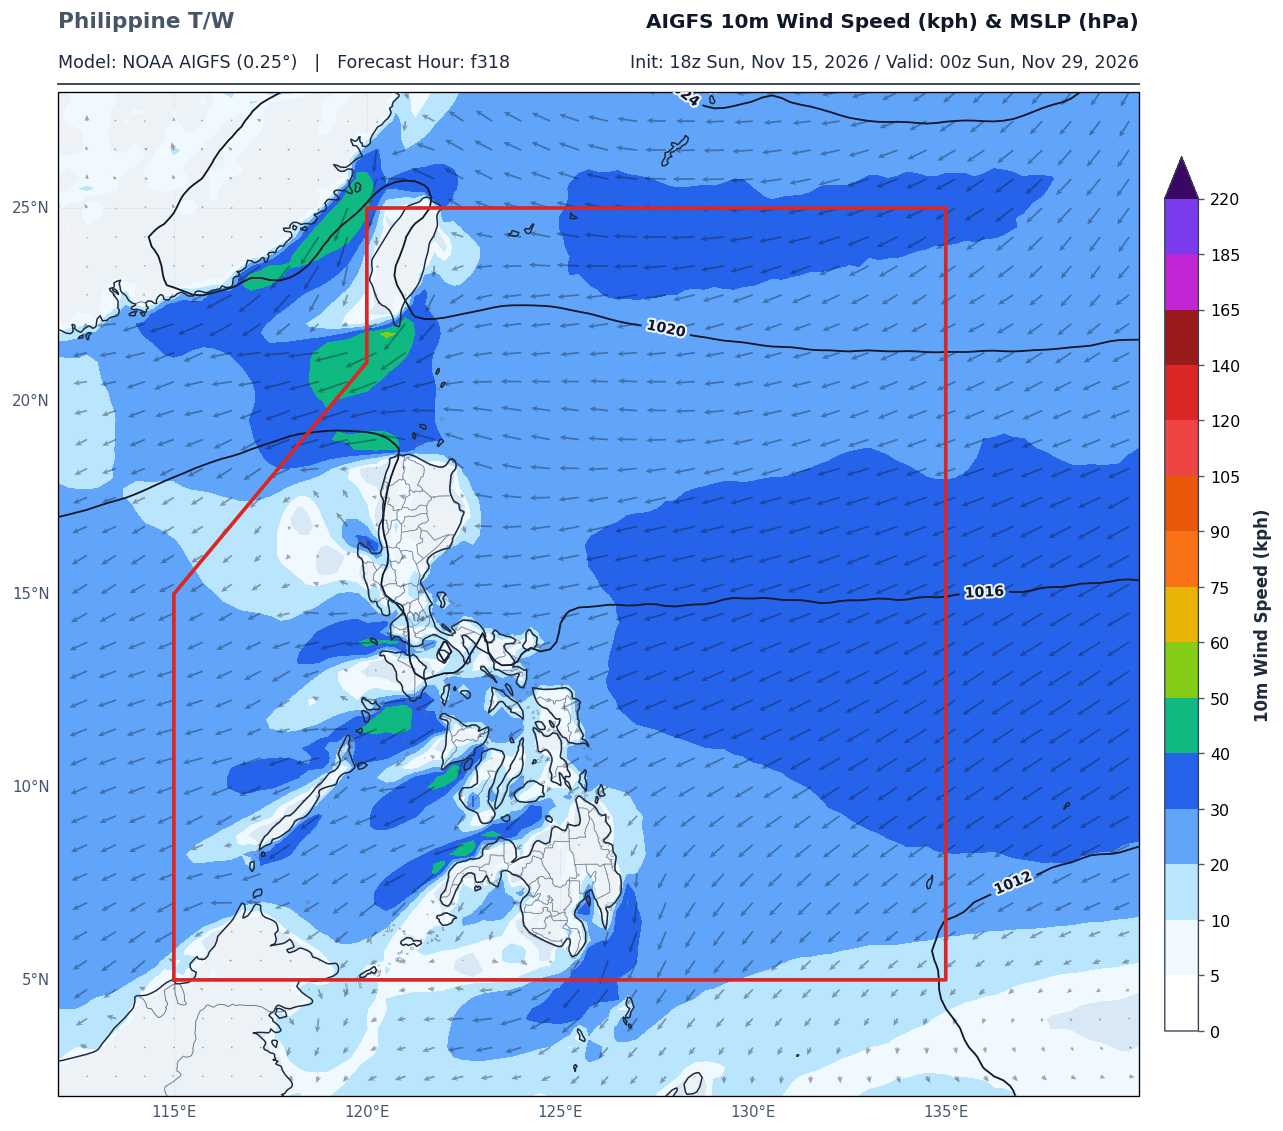 Philippine T/W
AIGFS 10m Wind Speed (kph) & MSLP (hPa)
Model: NOAA AIGFS (0.25°)   |   Forecast Hour: f318
Init: 18z Sun, Nov 15, 2026 / Valid: 00z Sun, Nov 29, 2026
24
25°N
20°N
15°N
10°N
5°N
1020
1016
1012
115°E
120°E
125°E
130°E
135°E
220
185
165
140
120
105
90
75
60
50
40
30
20
10
5
0
10m Wind Speed (kph)